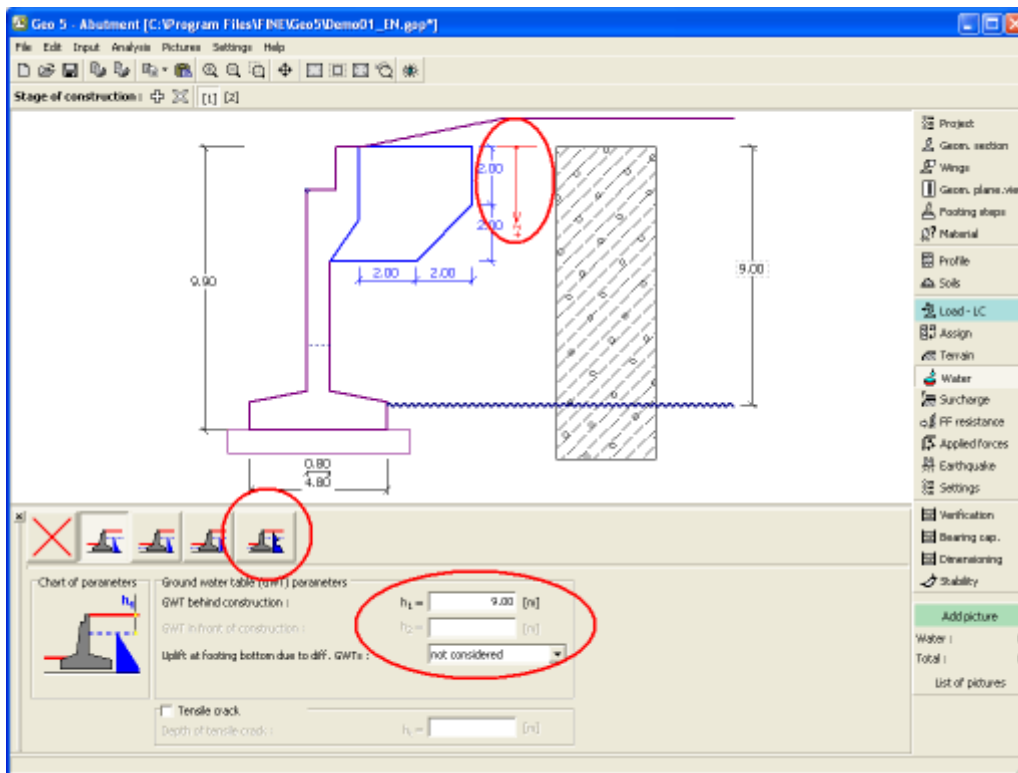 Geo 5 - Abutment [C:\Program Files\FINE\Geo5\Demo01_EN.gop*]
File Edit Input Analysis Pictures Settings Help
Stage of construction: [1] [2]
Project
Geom. section
Wings
Geom. plane.vie
Footing steps
Material
Profile
Soils
Load - LC
Assign
Terrain
Water
Surcharge
FF resistance
Applied forces
Earthquake
Settings
Verification
Bearing cap.
Dimensioning
Stability
Add picture
Water :
Total :
List of pictures
9.90
2.00
2.00
2.00 2.00
+z
9.00
0.80
4.80
Chart of parameters
h₁
Ground water table (GWT) parameters
GWT behind construction : h₁ = 9.00 [m]
GWT in front of construction : h₂ = [m]
Uplift at footing bottom due to diff. GWTs : not considered
Tensile crack
Depth of tensile crack : hₜ = [m]